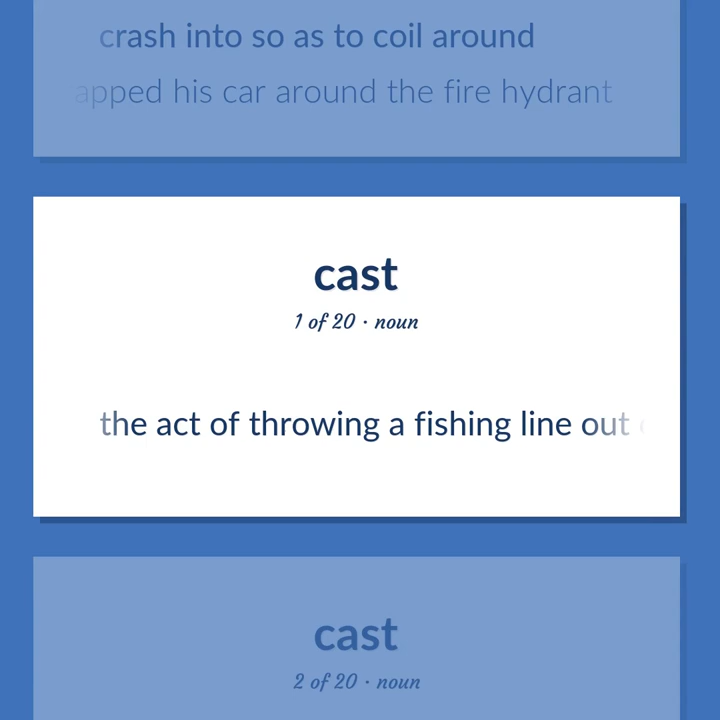 crash into so as to coil around
his car around the fire hydrant
cast
1 of 20 · noun
the act of throwing a fishing line out
cast
2 of 20 · noun